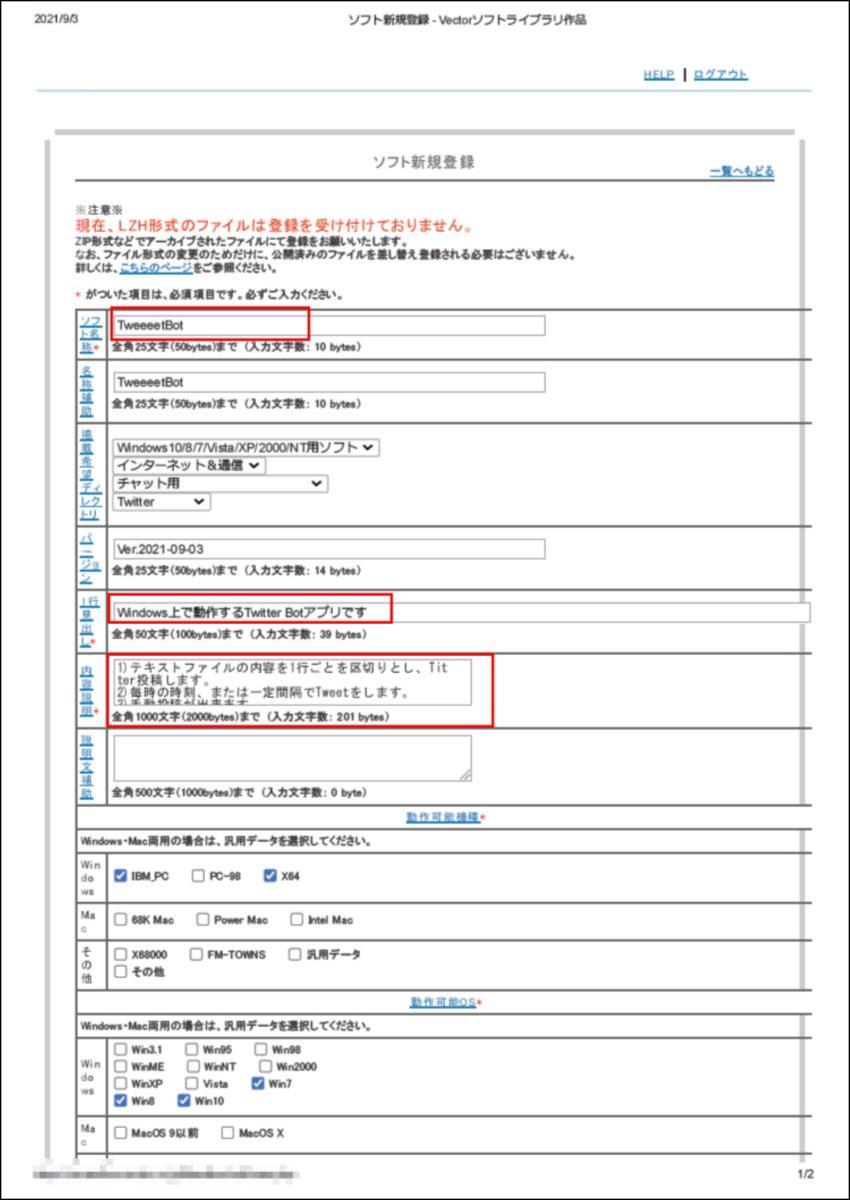 2021/9/3 ソフト新規登録 - Vectorソフトライブラリ作品
HELP | ログアウト
ソフト新規登録
一覧へもどる
※注意※
現在、LZH形式のファイルは登録を受け付けておりません。
ZIP形式などでアーカイブされたファイルにて登録をお願いいたします。
なお、ファイル形式の変更のためだけに、公開済みのファイルを差し替え登録される必要はございません。
詳しくは、こちらのページをご参照ください。
* がついた項目は、必須項目です。必ずご入力ください。
ソフト名称*
TweeeetBot
全角25文字(50bytes)まで（入力文字数: 10 bytes）
名称補助
TweeeetBot
全角25文字(50bytes)まで（入力文字数: 10 bytes）
掲載希望ディレクトリ
Windows10/8/7/Vista/XP/2000/NT用ソフト
インターネット＆通信
チャット用
Twitter
バージョン
Ver.2021-09-03
全角25文字(50bytes)まで（入力文字数: 14 bytes）
1行見出し*
Windows上で動作するTwitter Botアプリです
全角50文字(100bytes)まで（入力文字数: 39 bytes）
内容説明*
1)テキストファイルの内容を1行ごとを区切りとし、Tit
ter投稿します。
2)毎時の時刻、または一定間隔でTweetをします。
全角1000文字(2000bytes)まで（入力文字数: 201 bytes）
説明文補助
全角500文字(1000bytes)まで（入力文字数: 0 byte）
動作可能機種*
Windows・Mac両用の場合は、汎用データを選択してください。
Windows
IBM_PC PC-98 X64
Mac
68K Mac Power Mac Intel Mac
その他
X68000 FM-TOWNS 汎用データ
その他
動作可能OS*
Windows・Mac両用の場合は、汎用データを選択してください。
Windows
Win3.1 Win95 Win98
WinME WinNT Win2000
WinXP Vista Win7
Win8 Win10
Mac
MacOS 9以前 MacOS X
1/2